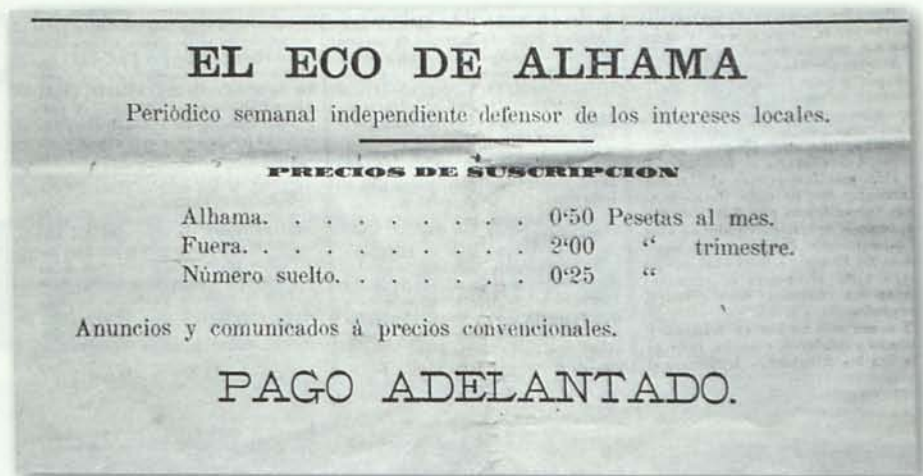 EL ECO DE ALHAMA
Periòdico semanal independiente defensor de los intereses locales.
PRECIOS DE SUSCRIPCION
Alhama. . . . . . . . . . 0‘50 Pesetas al mes.
Fuera. . . . . . . . . . . 2‘00 “ trimestre.
Número suelto. . . . . . . 0‘25 “
Anuncios y comunicados à precios convencionales.
PAGO ADELANTADO.